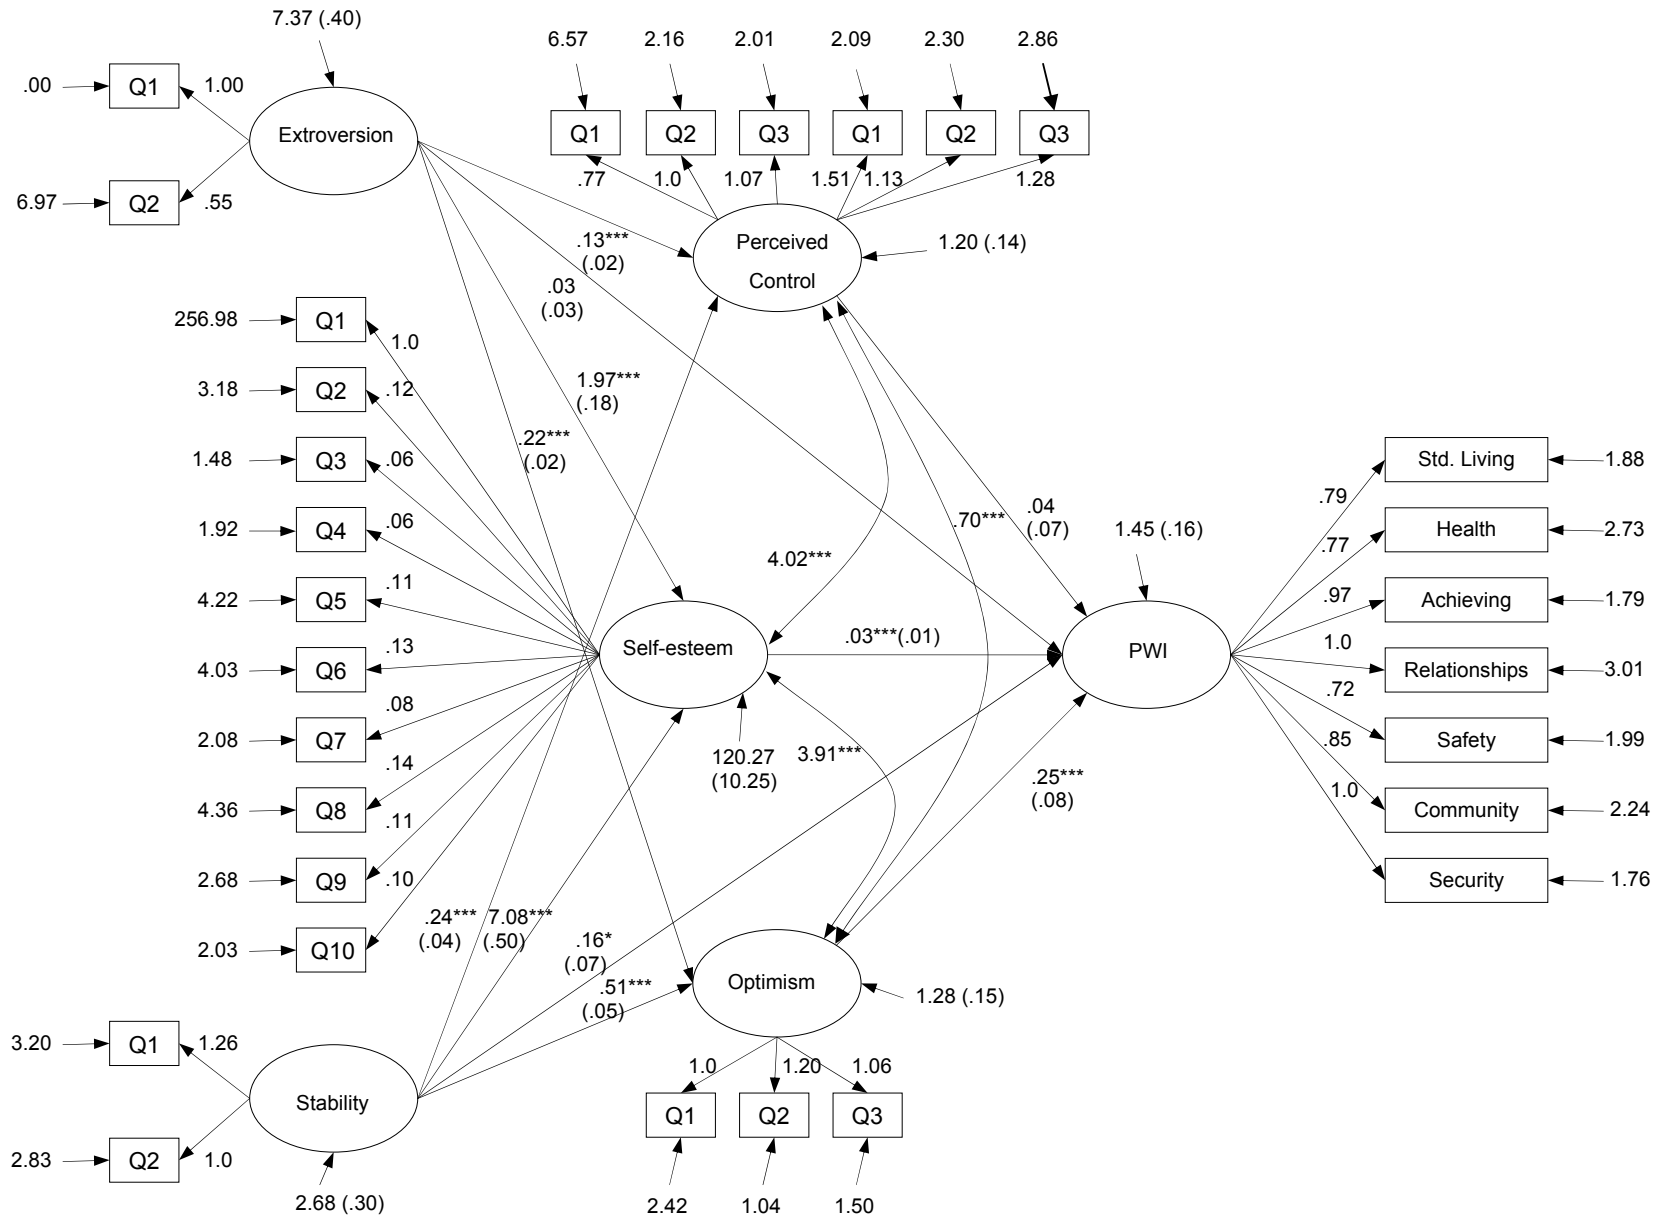 7.37 (.40)
6.57
2.16
2.01
2.09
2.30
2.86
.00
Q1
1.00
Extroversion
Q1
Q2
Q3
Q1
Q2
Q3
.77
1.0
1.07
1.51
1.13
1.28
6.97
Q2
.55
.13***
(.02)
Perceived
Control
1.20 (.14)
.03
(.03)
256.98
Q1
1.0
3.18
Q2
.12
1.97***
(.18)
1.48
Q3
.06
.22***
(.02)
Std. Living
1.88
.79
1.92
Q4
.06
.70***
.04
(.07)
1.45 (.16)
Health
2.73
.77
4.02***
4.22
Q5
.11
.97
Achieving
1.79
4.03
Q6
.13
Self-esteem
.03***(.01)
PWI
1.0
Relationships
3.01
.72
2.08
Q7
.08
120.27
(10.25)
3.91***
.25***
(.08)
Safety
1.99
.85
4.36
Q8
.14
1.0
Community
2.24
.11
2.68
Q9
.10
Security
1.76
2.03
Q10
.24***
(.04)
7.08***
(.50)
.16*
(.07)
.51***
(.05)
Optimism
1.28 (.15)
3.20
Q1
1.26
Stability
1.0
1.20
1.06
Q1
Q2
Q3
2.83
Q2
1.0
2.68 (.30)
2.42
1.04
1.50